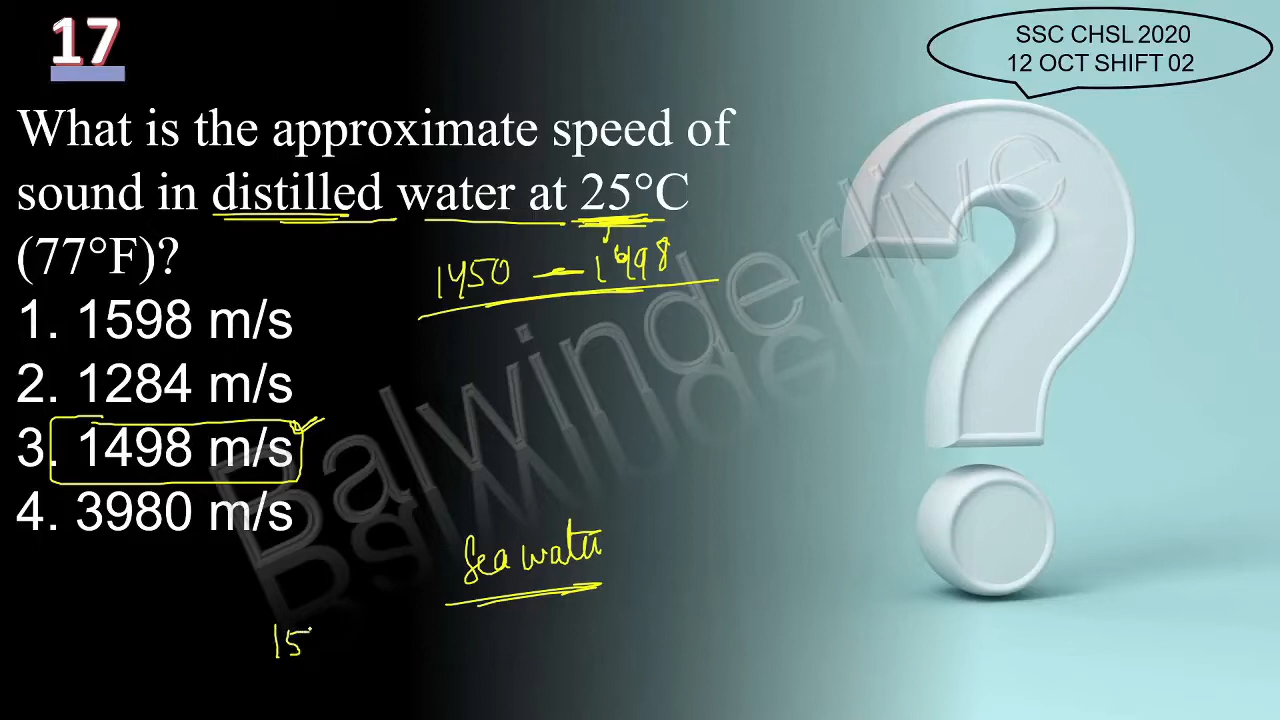 17
SSC CHSL 2020
12 OCT SHIFT 02
What is the approximate speed of
sound in distilled water at 25°C
(77°F)?
1450 – 1498
1. 1598 m/s
2. 1284 m/s
3. 1498 m/s
4. 3980 m/s
Balwinderlive
Sea water
15